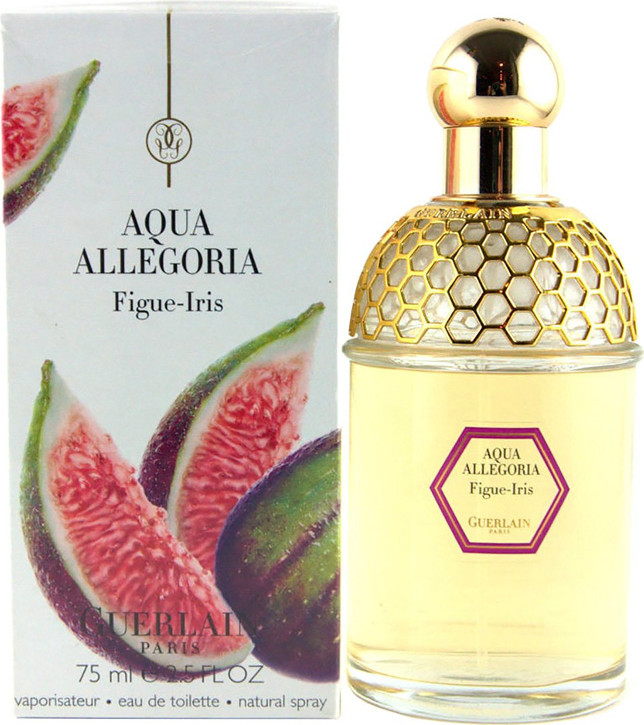 AQUA
ALLEGORIA
Figue-Iris
GUERLAIN
PARIS
75 ml ℮ 2.5 FL OZ
vaporisateur • eau de toilette • natural spray
GUERLAIN
AQUA
ALLEGORIA
Figue-Iris
GUERLAIN
PARIS